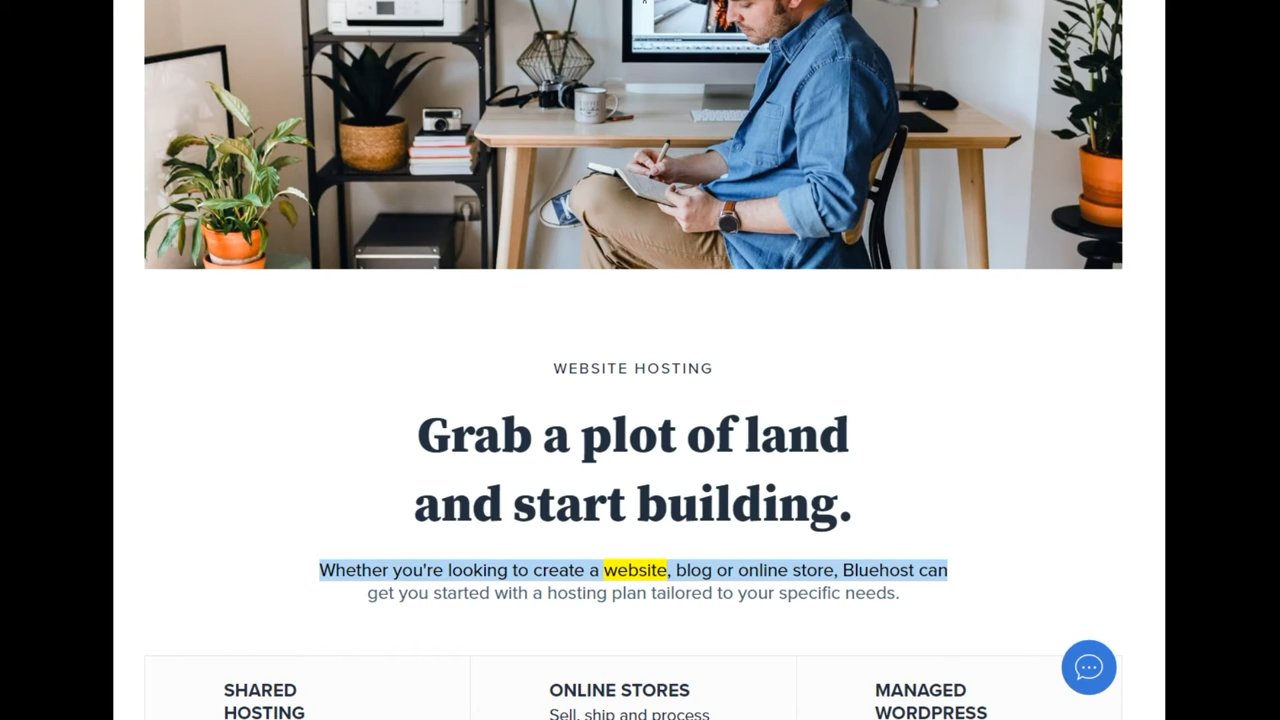 WEBSITE HOSTING
Grab a plot of land
and start building.
Whether you're looking to create a website, blog or online store, Bluehost can
get you started with a hosting plan tailored to your specific needs.
SHARED
HOSTING
ONLINE STORES
Sell, ship and process
MANAGED
WORDPRESS